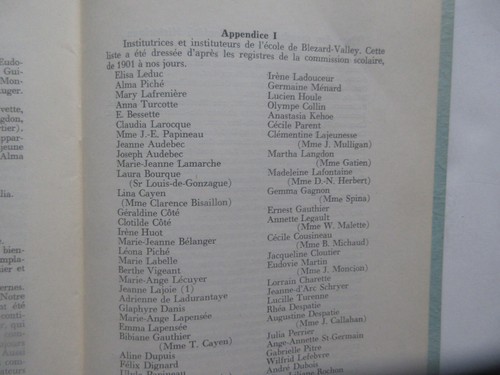 Appendice I
Institutrices et instituteurs de l'école de Blezard-Valley. Cette
liste a été dressée d'après les registres de la commission scolaire,
de 1901 à nos jours.
Elisa Leduc
Alma Piché
Mary Lafrenière
Anna Turcotte
E. Bessette
Claudia Larocque
Mme J.-E. Papineau
Jeanne Audebec
Joseph Audebec
Marie-Jeanne Lamarche
Laura Bourque
(Sr Louis-de-Gonzague)
Lina Cayen
(Mme Clarence Bisaillon)
Géraldine Côté
Clotilde Côté
Irène Huot
Marie-Jeanne Bélanger
Léona Piché
Marie Labelle
Berthe Vigeant
Marie-Ange Lécuyer
Jeanne Lajoie (1)
Adrienne de Ladurantaye
Glaphyre Danis
Marie-Ange Lapensée
Emma Lapensée
Bibiane Gauthier
(Mme T. Cayen)
Aline Dupuis
Félix Dignard
Irène Ladouceur
Germaine Ménard
Lucien Houle
Olympe Collin
Anastasia Kehoe
Cécile Parent
Clémentine Lajeunesse
(Mme J. Mulligan)
Martha Langdon
(Mme Gatien)
Madeleine Lafontaine
(Mme D.-N. Herbert)
Gemma Gagnon
(Mme Spina)
Ernest Gauthier
Annette Legault
(Mme W. Malette)
Cécile Cousineau
(Mme B. Michaud)
Jacqueline Cloutier
Eudovie Martin
(Mme J. Moncion)
Lorrain Charette
Jeanne-d'Arc Schryer
Lucille Turenne
Rhéa Despatie
Augustine Despatie
(Mme J. Callahan)
Julia Perrier
Ange-Annette St-Germain
Gabrielle Pitre
Wilfrid Lefebvre
André Dubois